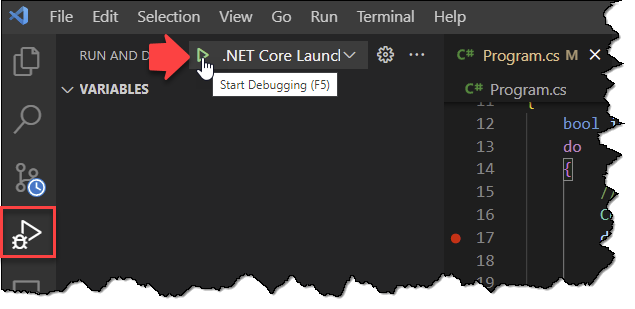 File Edit Selection View Go Run Terminal Help
RUN AND D .NET Core Launch
Start Debugging (F5)
VARIABLES
C# Program.cs M
C# Program.cs
11 {
12 bool
13 do
14 {
15 //
16 C
17 d
18
19